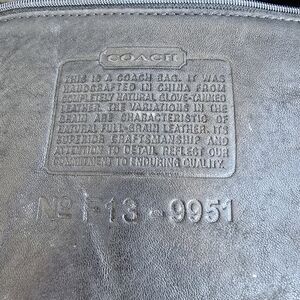 COACH
THIS IS A COACH BAG. IT WAS
HANDCRAFTED IN CHINA FROM
COMPLETELY NATURAL GLOVE-TANNED
LEATHER. THE VARIATIONS IN THE
GRAIN ARE CHARACTERISTIC OF
NATURAL FULL-GRAIN LEATHER. ITS
SUPERIOR CRAFTSMANSHIP AND
ATTENTION TO DETAIL REFLECT OUR
COMMITMENT TO ENDURING QUALITY.
No F13-9951